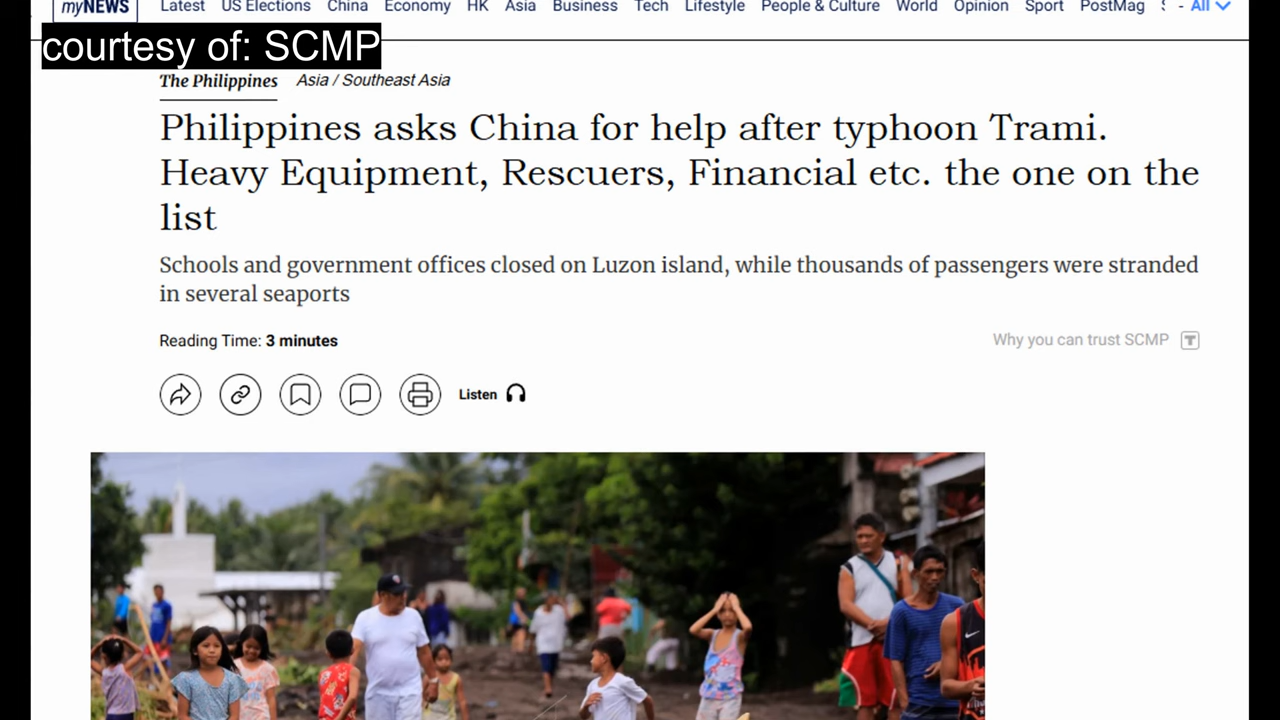 myNEWS Latest US Elections China Economy HK Asia Business Tech Lifestyle People & Culture World Opinion Sport PostMag - All
courtesy of: SCMP
The Philippines Asia / Southeast Asia
Philippines asks China for help after typhoon Trami.
Heavy Equipment, Rescuers, Financial etc. the one on the
list
Schools and government offices closed on Luzon island, while thousands of passengers were stranded
in several seaports
Reading Time: 3 minutes
Why you can trust SCMP T
Listen